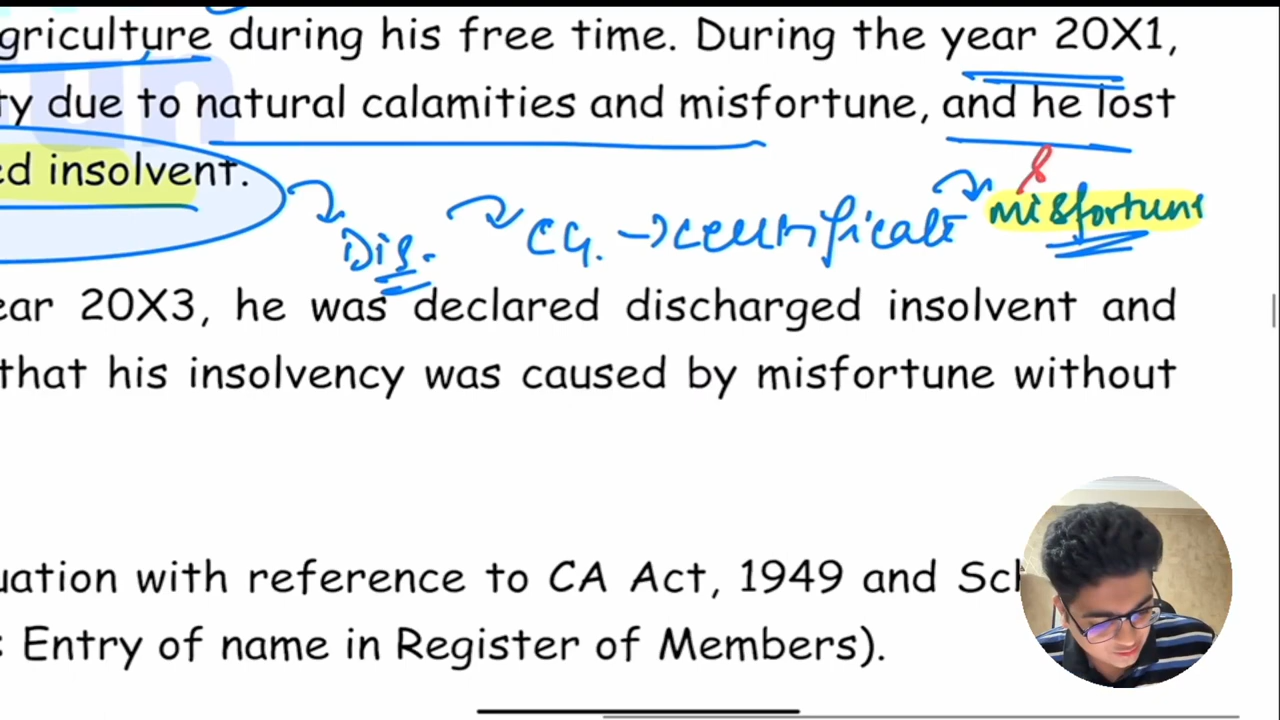 griculture during his free time. During the year 20X1,
ty due to natural calamities and misfortune, and he lost
ed insolvent.
Dis. CG. → certificate misfortune
ear 20X3, he was declared discharged insolvent and
that his insolvency was caused by misfortune without
uation with reference to CA Act, 1949 and Sch
: Entry of name in Register of Members).